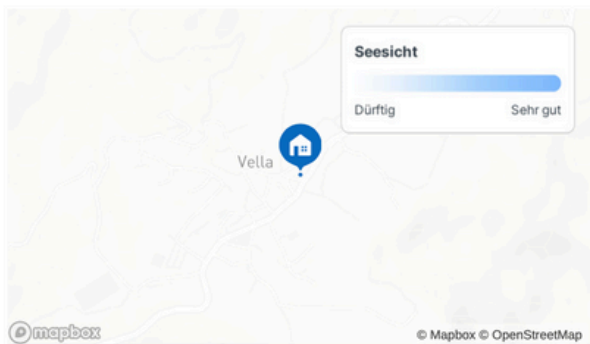 Seesicht
Dürftig Sehr gut
Vella
mapbox
© Mapbox © OpenStreetMap